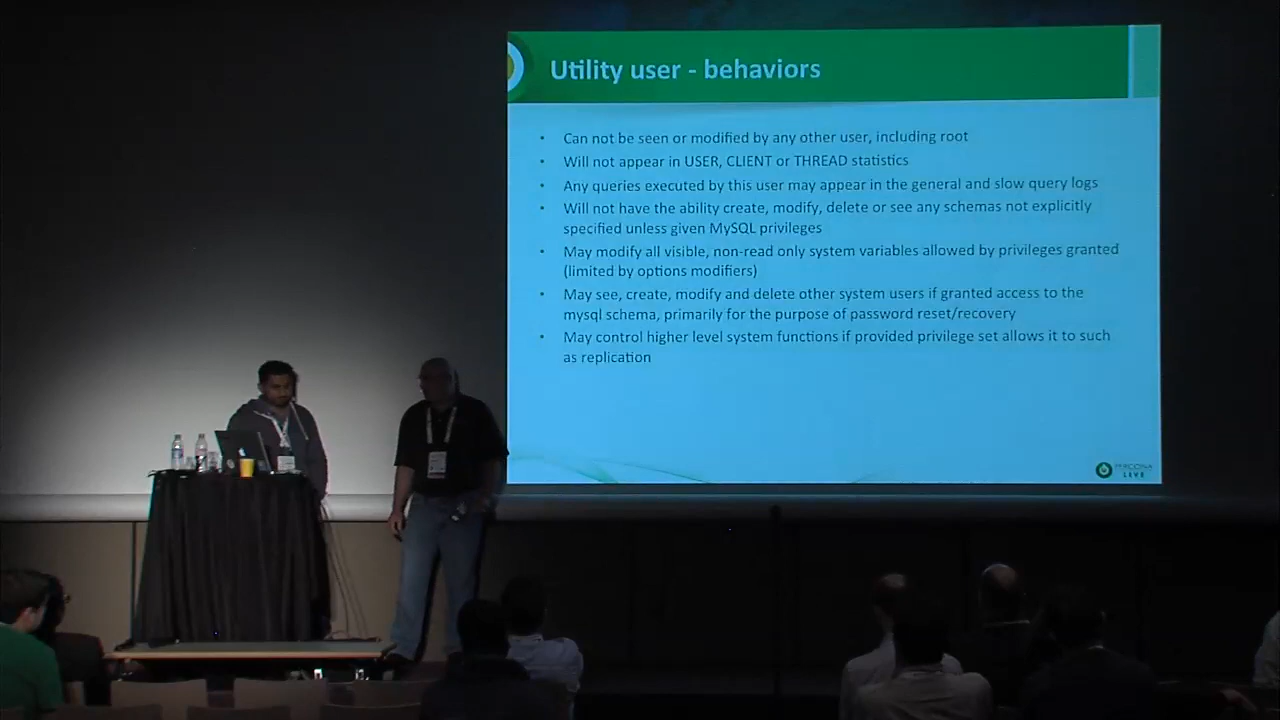 Utility user - behaviors
• Can not be seen or modified by any other user, including root
• Will not appear in USER, CLIENT or THREAD statistics
• Any queries executed by this user may appear in the general and slow query logs
• Will not have the ability create, modify, delete or see any schemas not explicitly
specified unless given MySQL privileges
• May modify all visible, non-read only system variables allowed by privileges granted
(limited by options modifiers)
• May see, create, modify and delete other system users if granted access to the
mysql schema, primarily for the purpose of password reset/recovery
• May control higher level system functions if provided privilege set allows it to such
as replication
PERCONA
LIVE